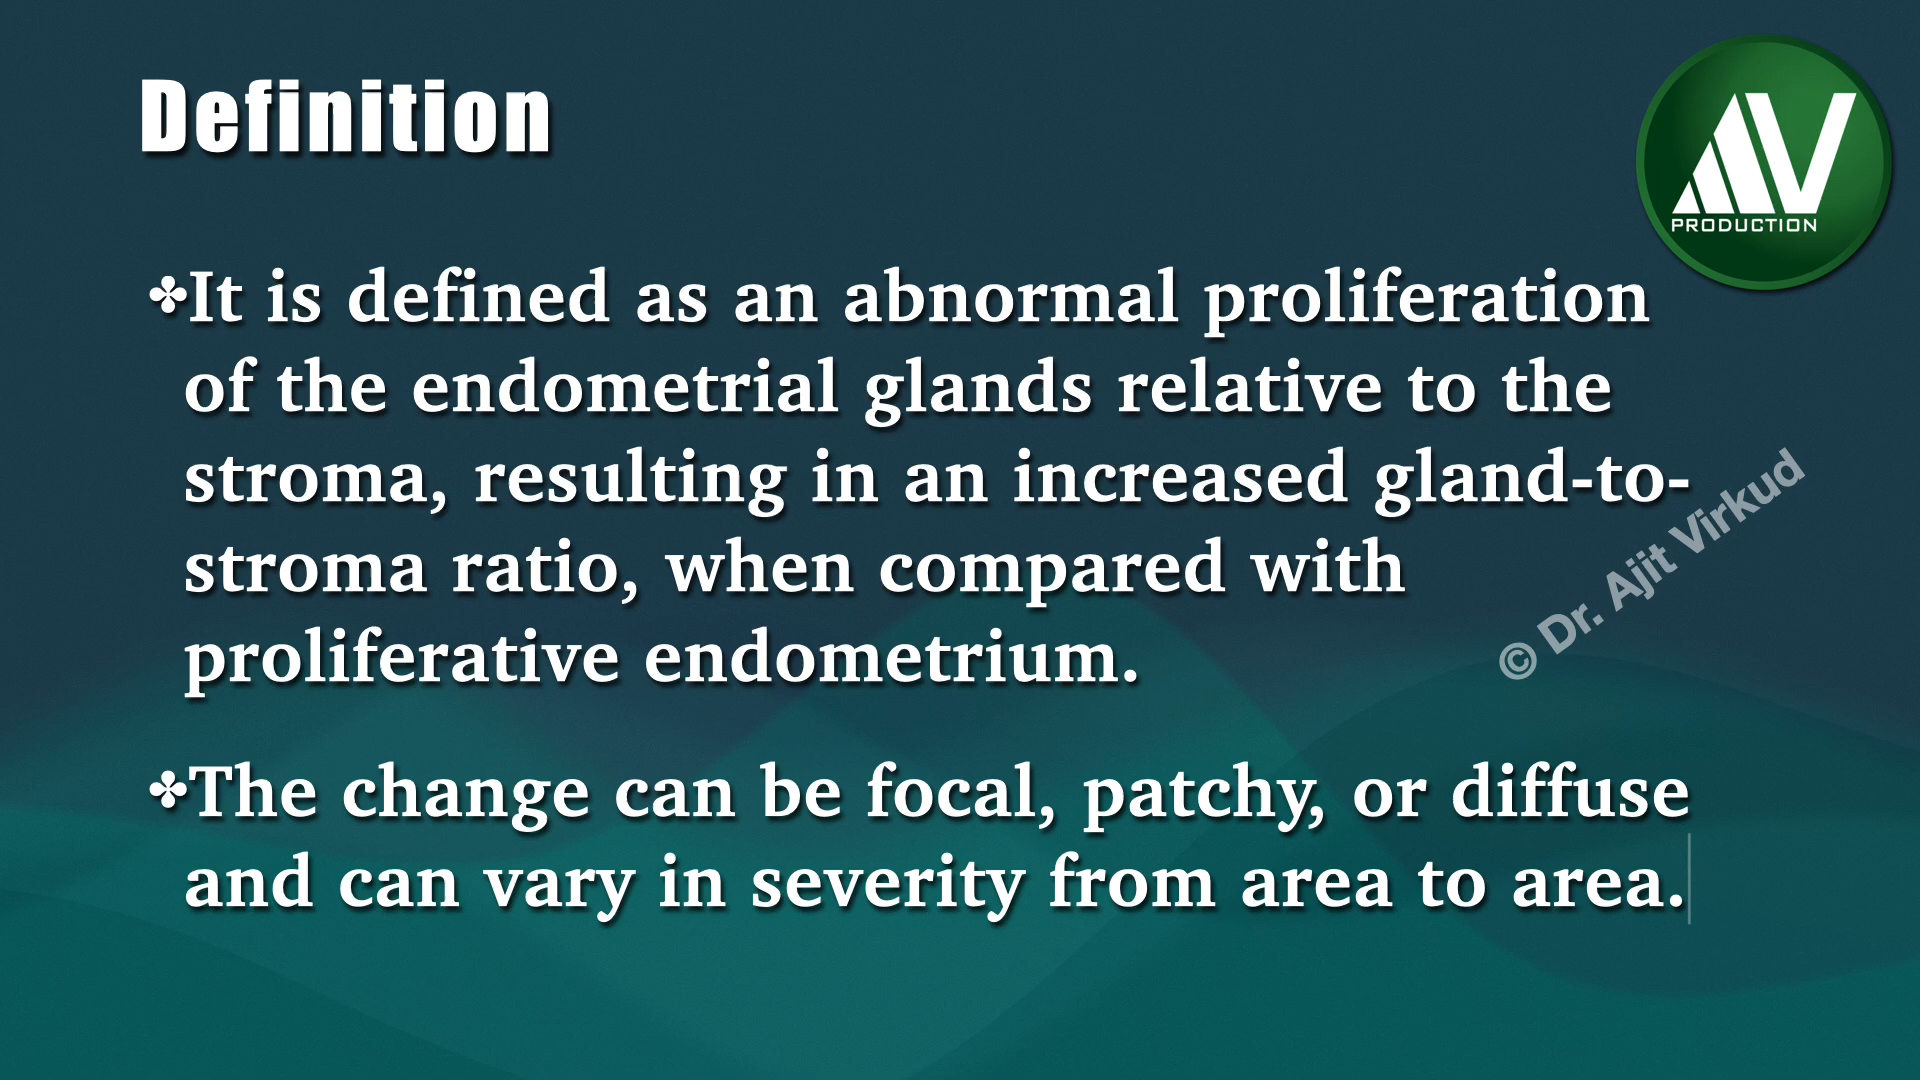 Definition
AV
PRODUCTION
✤It is defined as an abnormal proliferation
of the endometrial glands relative to the
stroma, resulting in an increased gland-to-
stroma ratio, when compared with
proliferative endometrium.
© Dr. Ajit Virkud
✤The change can be focal, patchy, or diffuse
and can vary in severity from area to area.